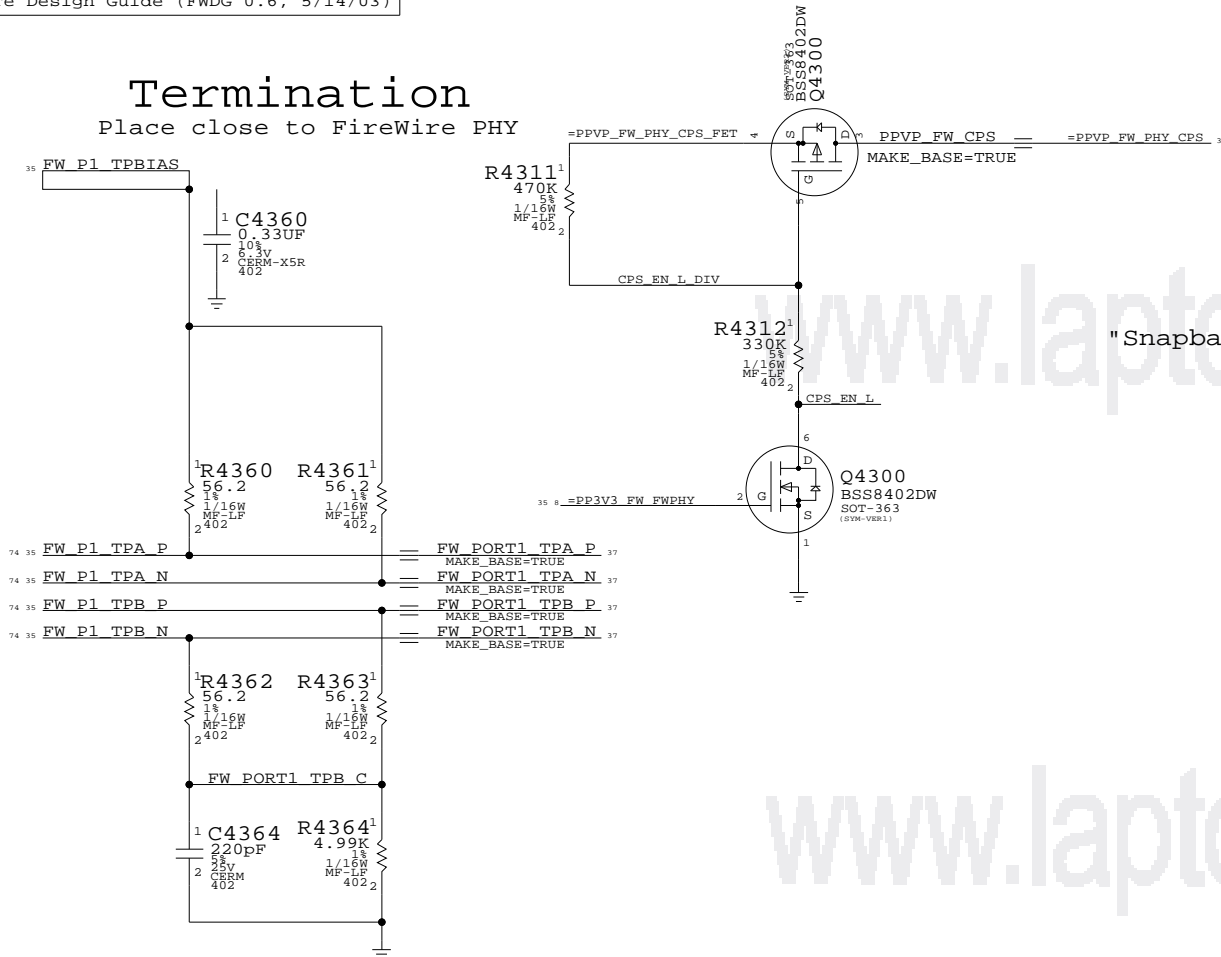 re Design Guide (FWDG 0.6, 5/14/03)
Termination
Place close to FireWire PHY
35 FW_P1_TPBIAS
1 C4360
0.33UF
10%
6.3V
2 CERM-X5R
402
1 R4360
56.2
1%
1/16W
MF-LF
2 402
R4361 1
56.2
1%
1/16W
MF-LF
402 2
74 35 FW_P1_TPA_P
FW_PORT1_TPA_P 37
MAKE_BASE=TRUE
74 35 FW_P1_TPA_N
FW_PORT1_TPA_N 37
MAKE_BASE=TRUE
74 35 FW_P1_TPB_P
FW_PORT1_TPB_P 37
MAKE_BASE=TRUE
74 35 FW_P1_TPB_N
FW_PORT1_TPB_N 37
MAKE_BASE=TRUE
1 R4362
56.2
1%
1/16W
MF-LF
2 402
R4363 1
56.2
1%
1/16W
MF-LF
402 2
FW_PORT1_TPB_C
1 C4364
220pF
5%
25V
2 CERM
402
R4364 1
4.99K
1%
1/16W
MF-LF
402 2
SOT-363
BSS8402DW
Q4300
=PPVP_FW_PHY_CPS_FET 4 S D 3 PPVP_FW_CPS
=PPVP_FW_PHY_CPS 3
MAKE_BASE=TRUE
G
5
R4311 1
470K
5%
1/16W
MF-LF
402 2
CPS_EN_L_DIV
R4312 1
330K
5%
1/16W
MF-LF
402 2
CPS_EN_L
"Snapba
6
D
35 8 =PP3V3_FW_FWPHY 2 G
S
1
Q4300
BSS8402DW
SOT-363
(SYM-VER1)
www.lapt
www.lapt